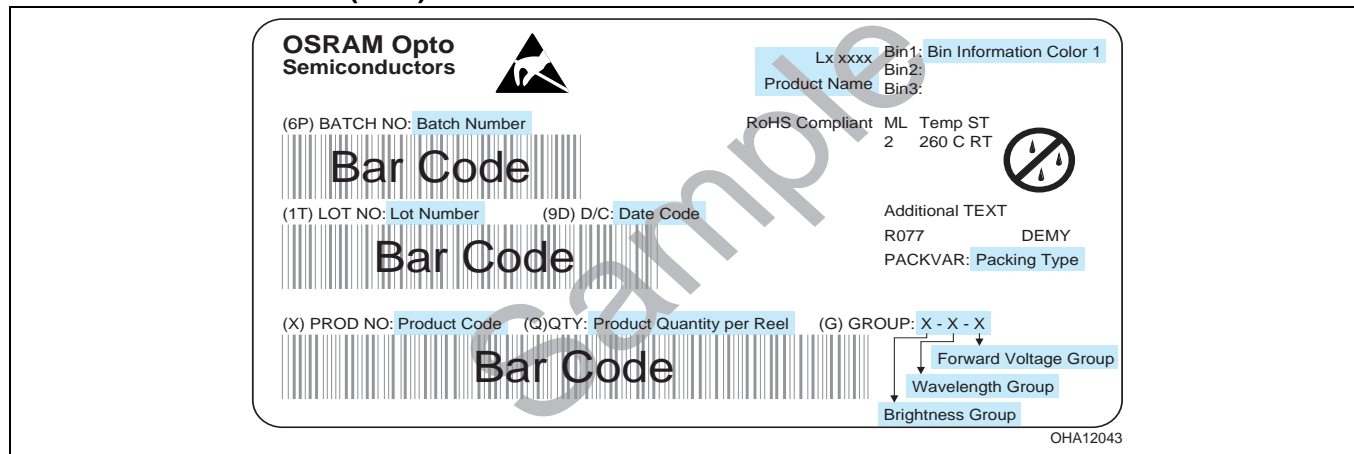 OSRAM Opto
Semiconductors
Lx xxxx
Product Name
Bin1: Bin Information Color 1
Bin2:
Bin3:
(6P) BATCH NO: Batch Number
Bar Code
RoHS Compliant
ML Temp ST
2 260 C RT
(1T) LOT NO: Lot Number (9D) D/C: Date Code
Bar Code
Additional TEXT
R077 DEMY
PACKVAR: Packing Type
(X) PROD NO: Product Code (Q)QTY: Product Quantity per Reel (G) GROUP: X - X - X
Bar Code
Forward Voltage Group
Wavelength Group
Brightness Group
Sample
OHA12043